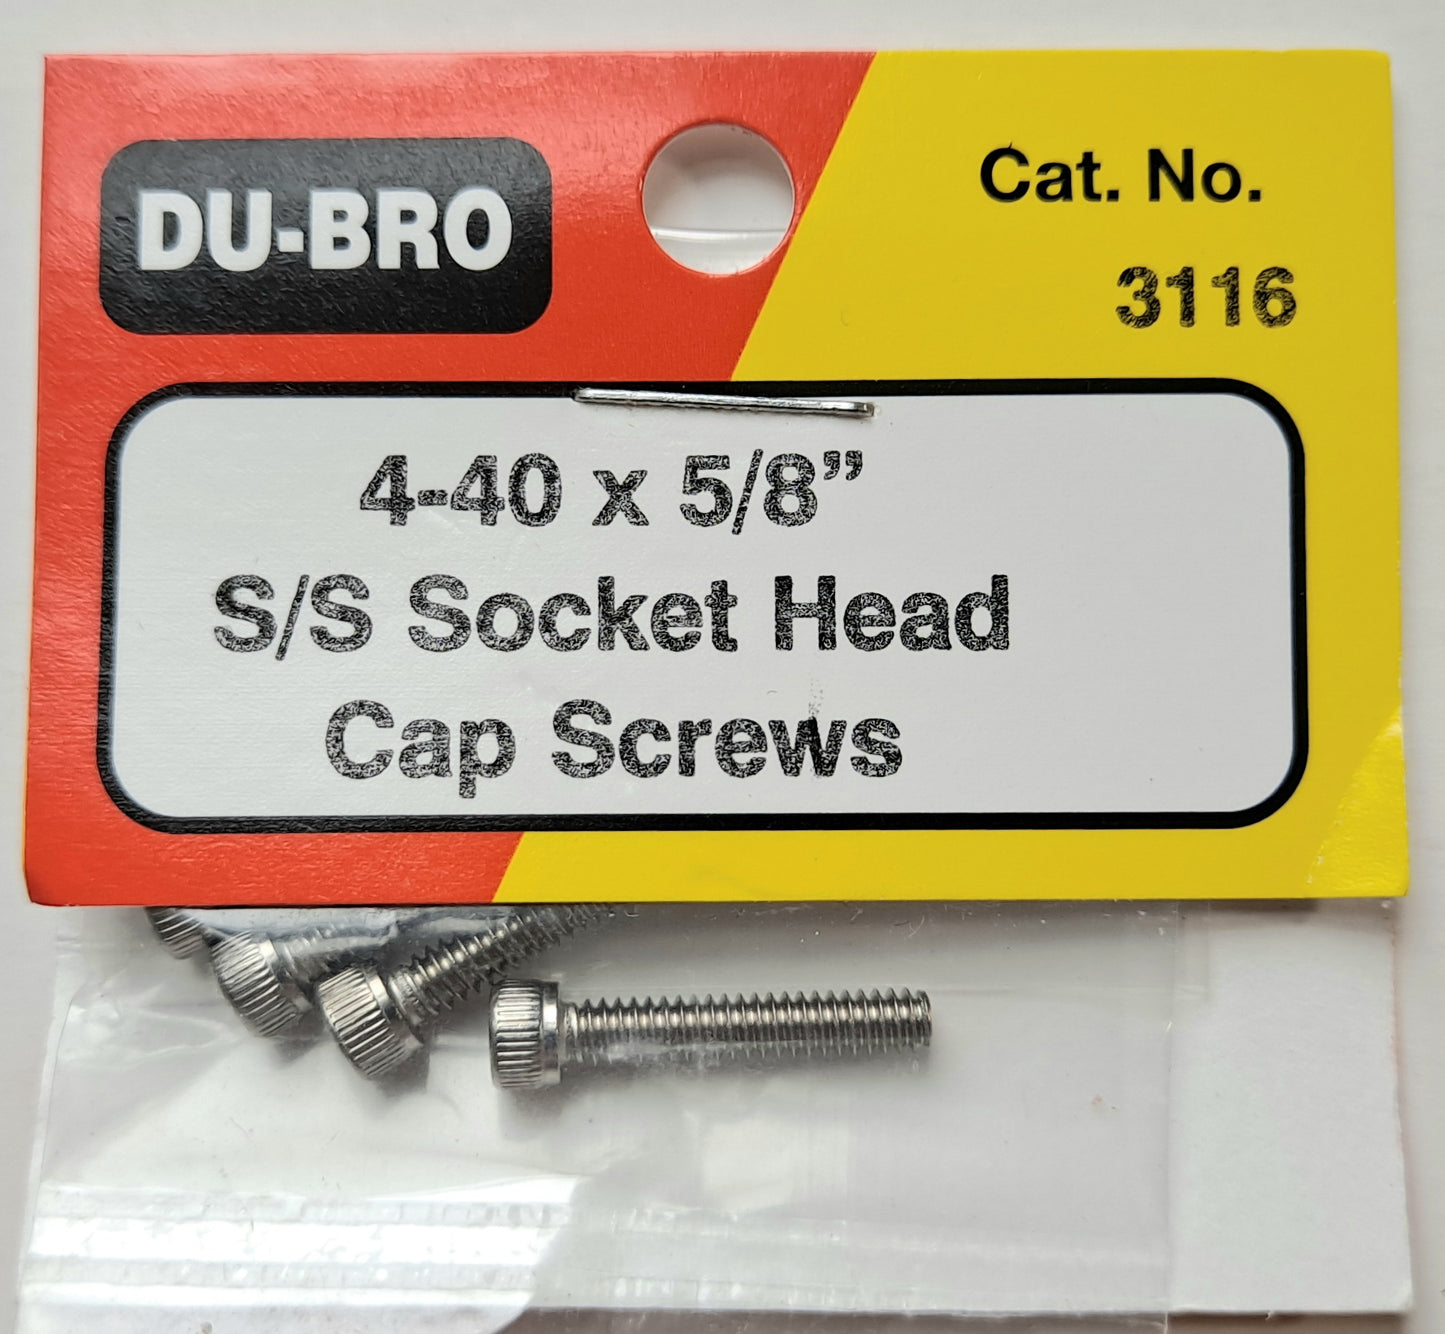 DU-BRO
Cat. No.
3116
4-40 x 5/8”
S/S Socket Head
Cap Screws